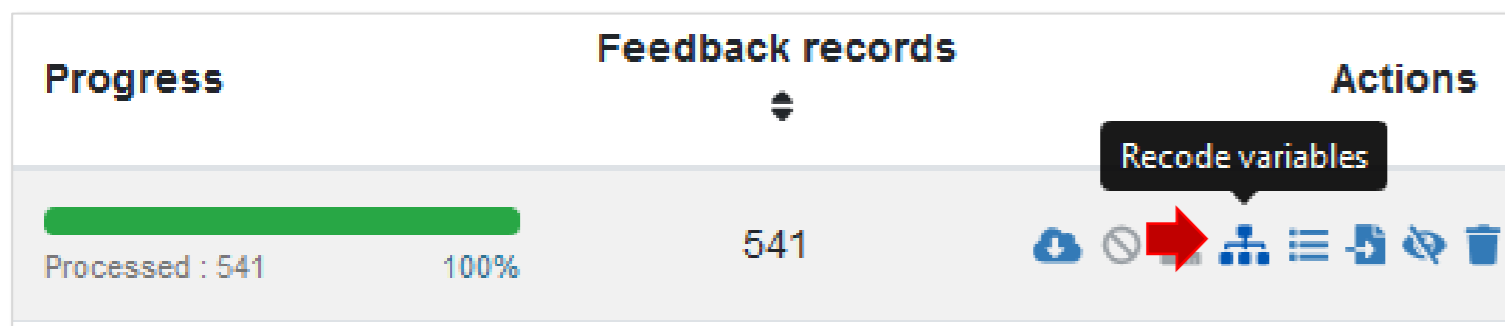 Progress
Feedback records
Actions
Recode variables
Processed : 541
100%
541